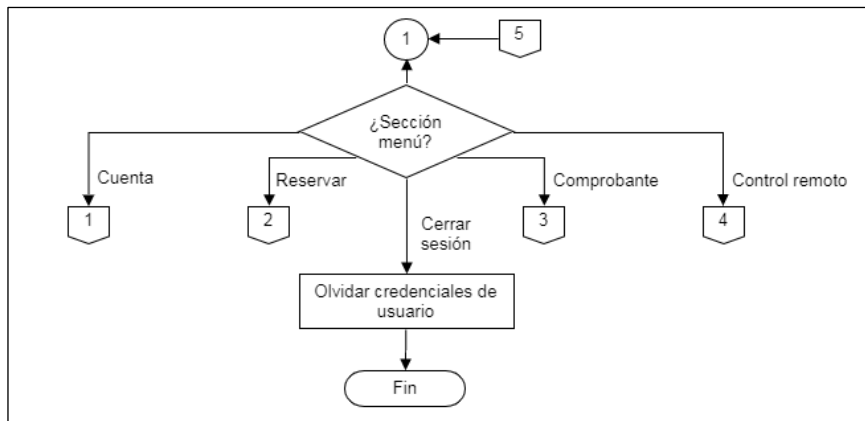 1
5
¿Sección
menú?
Cuenta
Reservar
Comprobante
Control remoto
1
2
3
4
Cerrar
sesión
Olvidar credenciales de
usuario
Fin